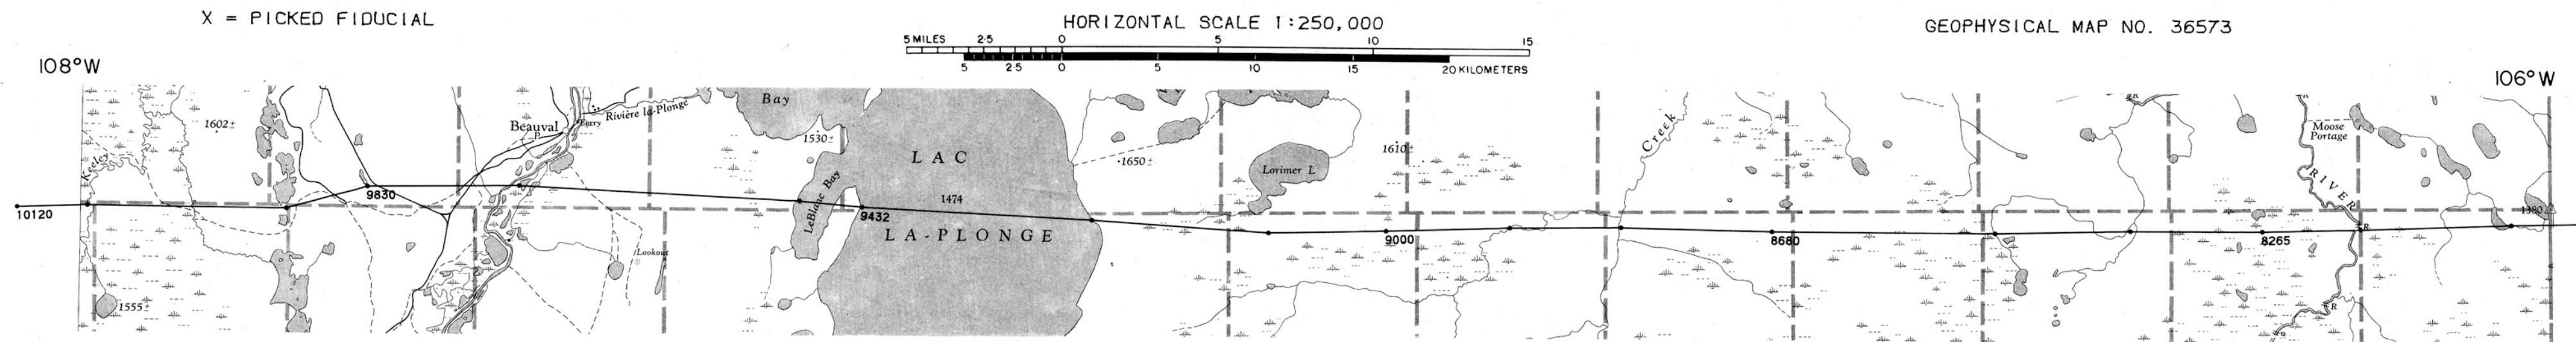 X = PICKED FIDUCIAL
HORIZONTAL SCALE 1:250,000
GEOPHYSICAL MAP NO. 36573
5 MILES 2·5 0 5 10 15
5 2·5 0 5 10 15 20 KILOMETERS
108°W
106°W
Bay
Rivière la-Plonge
1602±
Beauval
P.
Ferry
1530±
LAC
1650±
1610±
Creek
R
R
Moose
Portage
Keeley
Lorimer L
9830
LeBlanc Bay
1474
RIVER
10120
9432
1380
LA-PLONGE
9000
8680
8265
R
Lookout
1555±
R